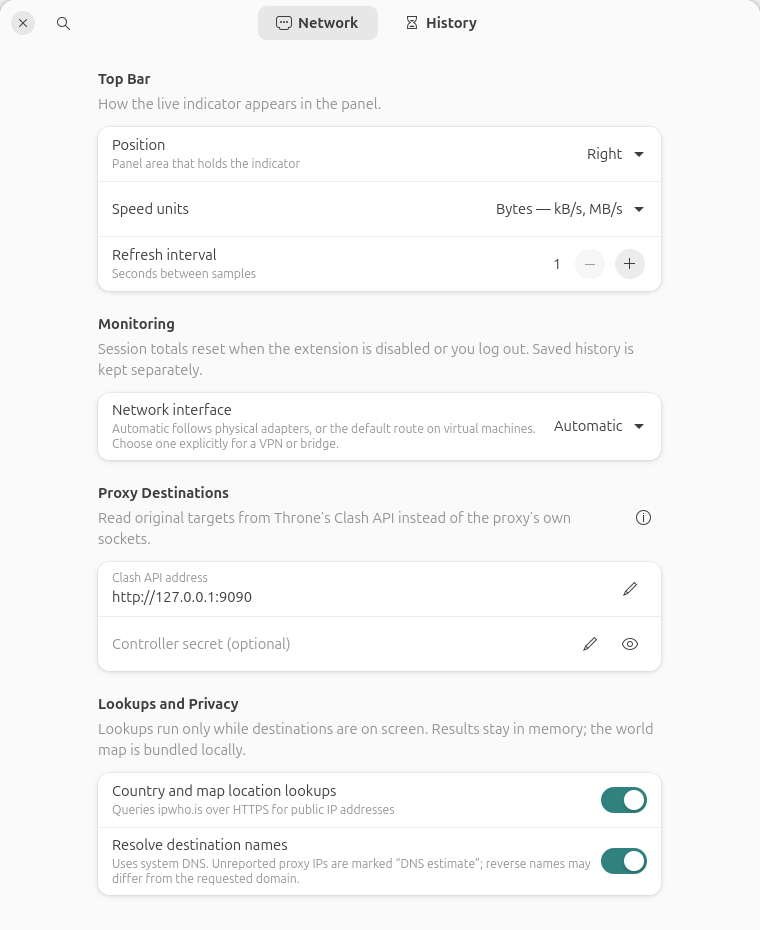 Network
History
Top Bar
How the live indicator appears in the panel.
Position
Panel area that holds the indicator
Right
Speed units
Bytes — kB/s, MB/s
Refresh interval
Seconds between samples
1
Monitoring
Session totals reset when the extension is disabled or you log out. Saved history is
kept separately.
Network interface
Automatic follows physical adapters, or the default route on virtual machines.
Choose one explicitly for a VPN or bridge.
Automatic
Proxy Destinations
Read original targets from Throne’s Clash API instead of the proxy’s own
sockets.
Clash API address
http://127.0.0.1:9090
Controller secret (optional)
Lookups and Privacy
Lookups run only while destinations are on screen. Results stay in memory; the world
map is bundled locally.
Country and map location lookups
Queries ipwho.is over HTTPS for public IP addresses
Resolve destination names
Uses system DNS. Unreported proxy IPs are marked “DNS estimate”; reverse names may
differ from the requested domain.